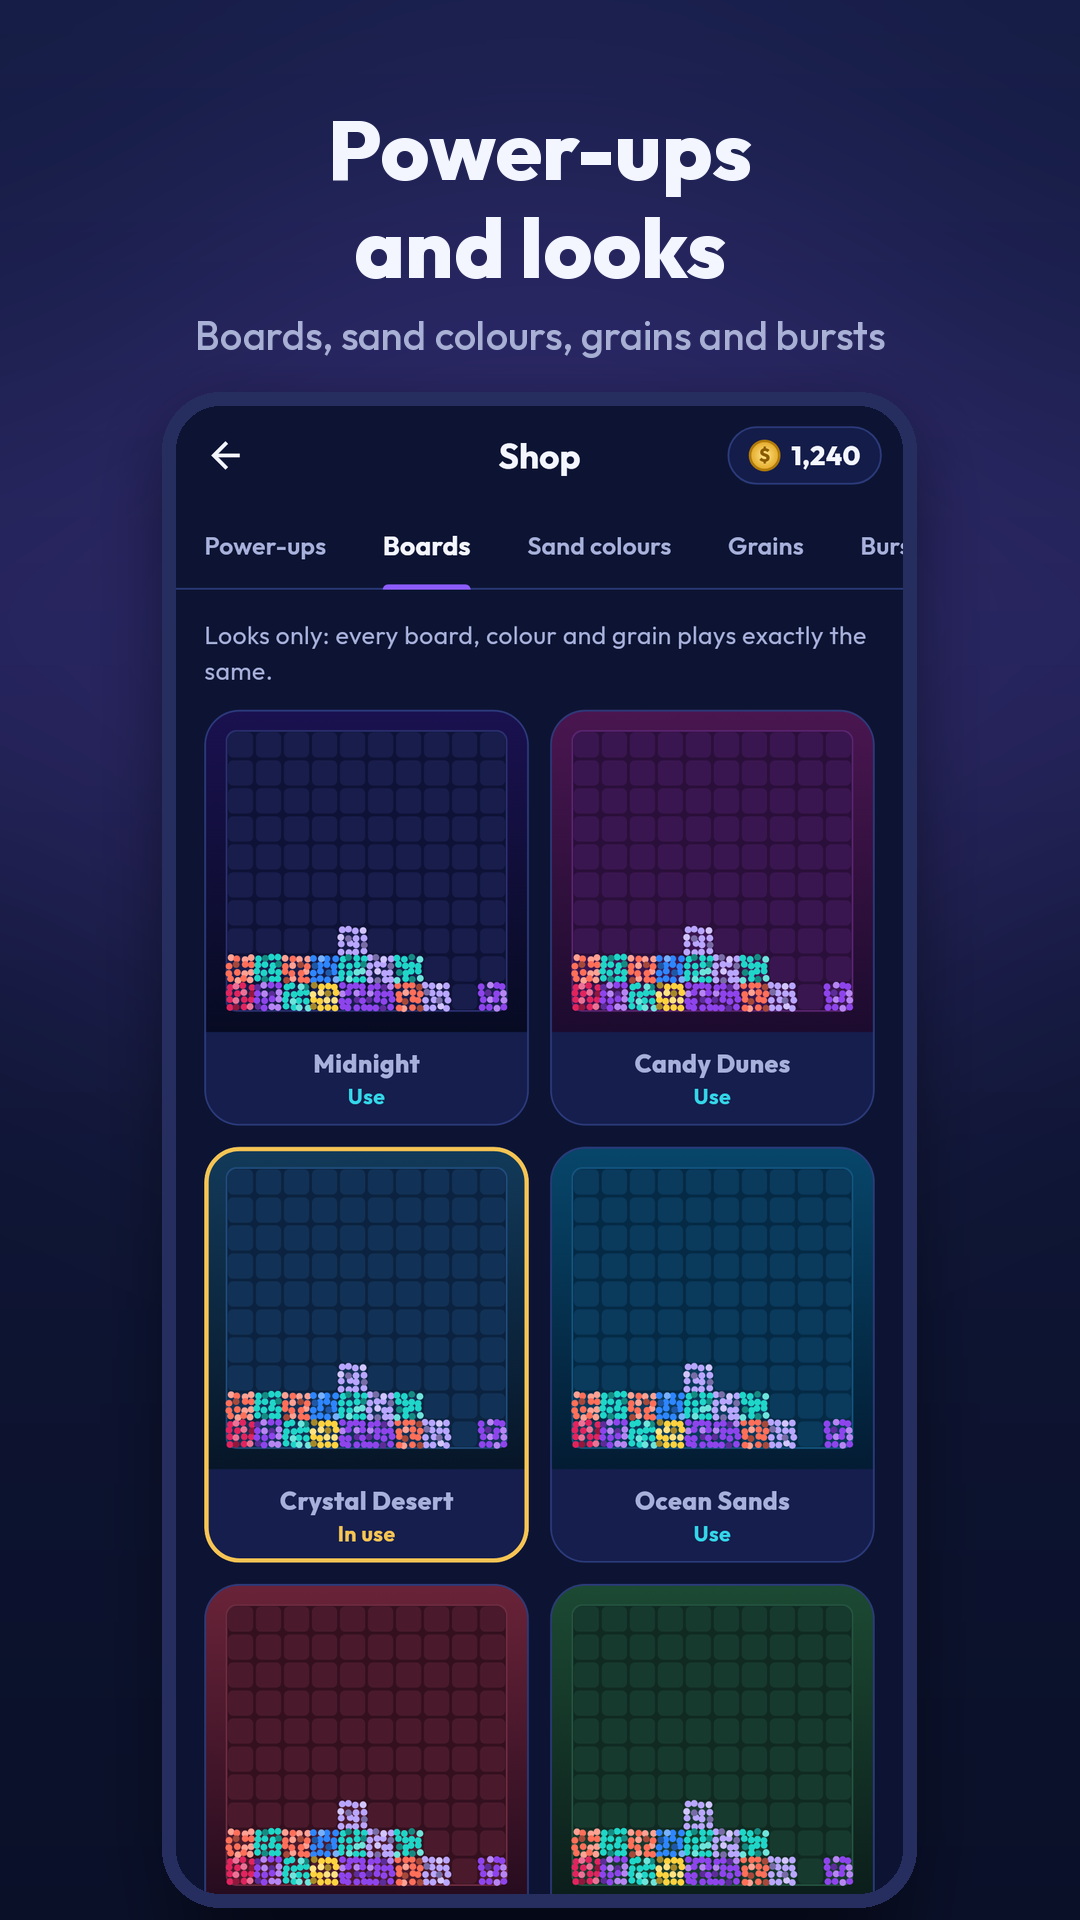 Power-ups
and looks
Boards, sand colours, grains and bursts
Shop
$ 1,240
Power-ups Boards Sand colours Grains Burs
Looks only: every board, colour and grain plays exactly the
same.
Midnight
Use
Candy Dunes
Use
Crystal Desert
In use
Ocean Sands
Use